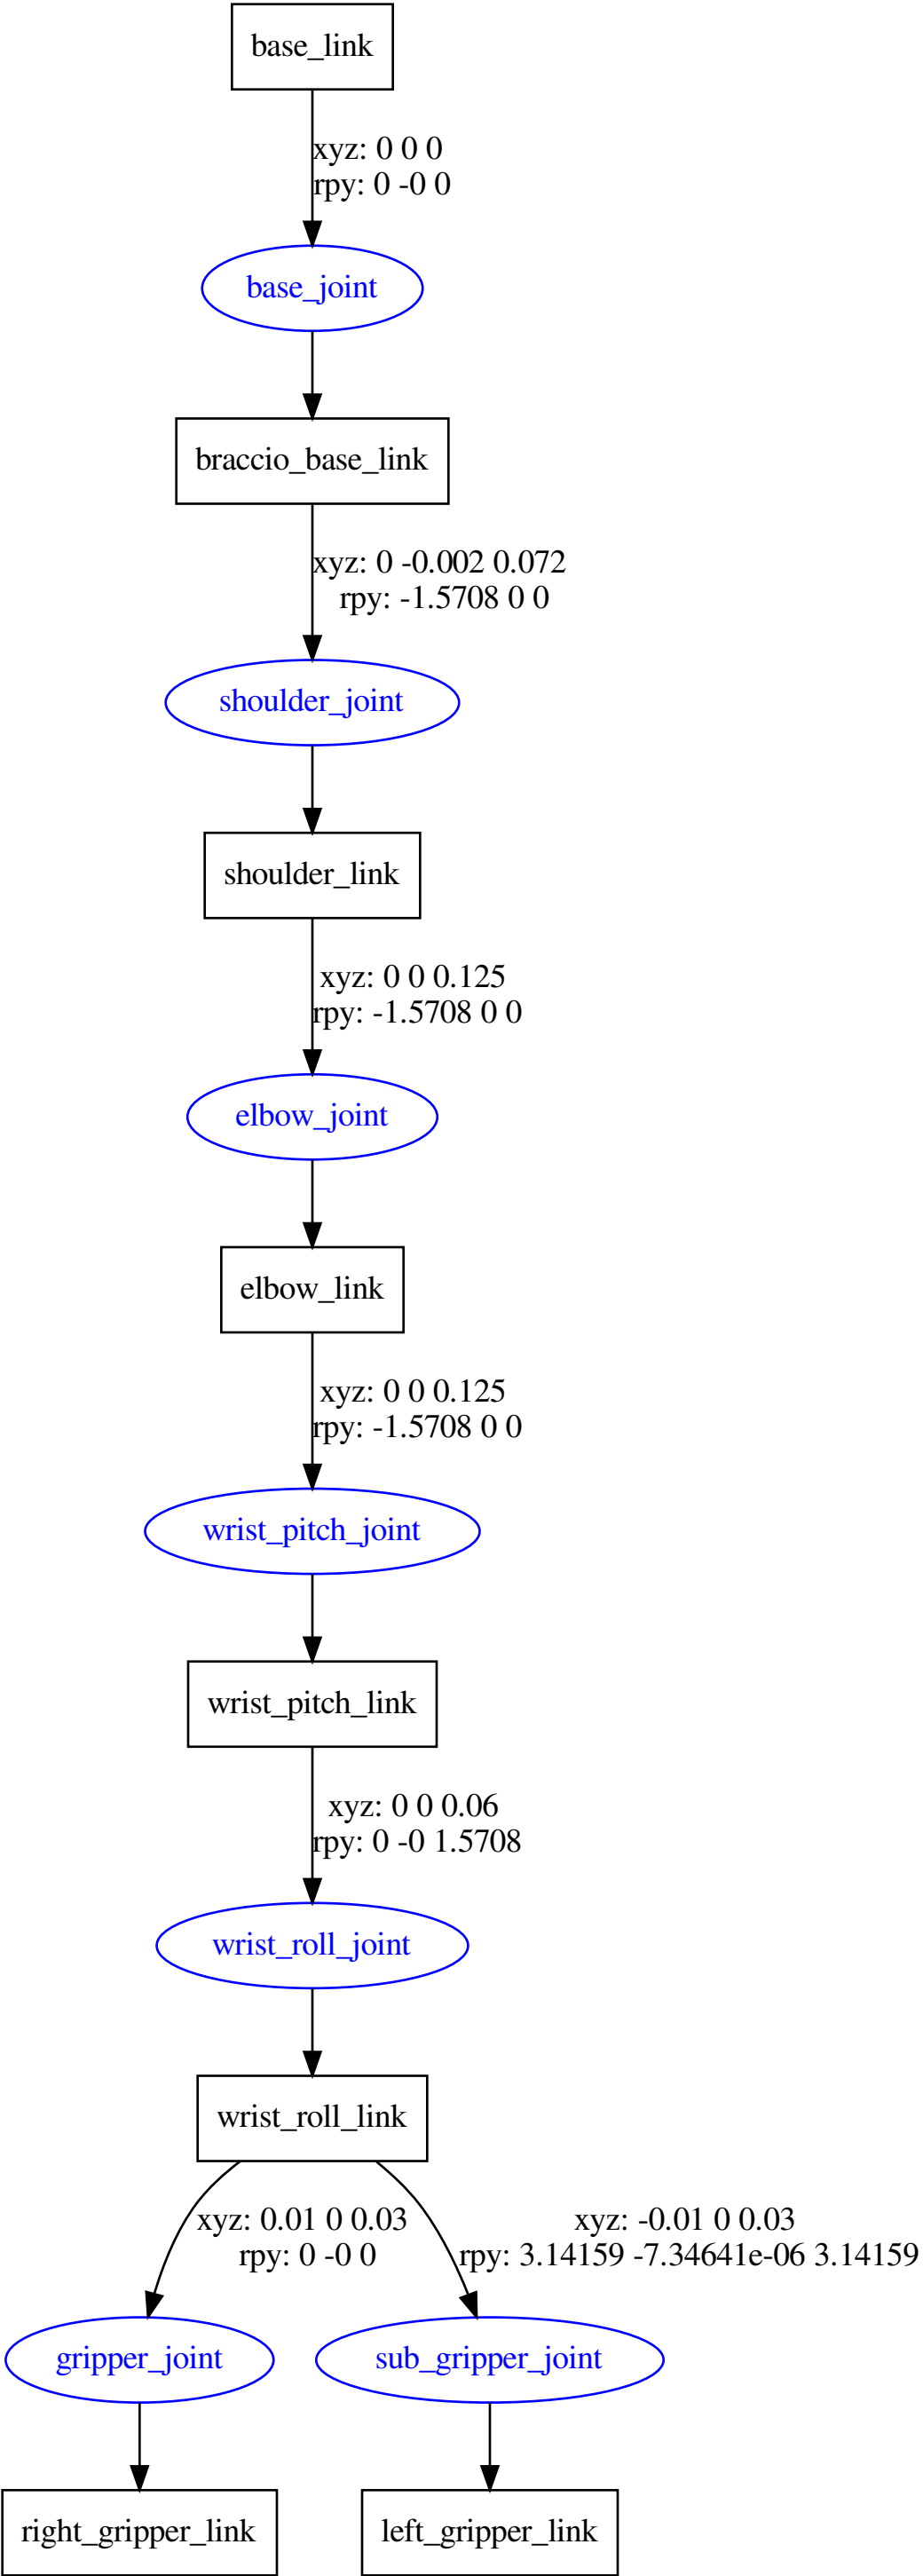 base_link
xyz: 0 0 0
rpy: 0 -0 0
base_joint
braccio_base_link
xyz: 0 -0.002 0.072
rpy: -1.5708 0 0
shoulder_joint
shoulder_link
xyz: 0 0 0.125
rpy: -1.5708 0 0
elbow_joint
elbow_link
xyz: 0 0 0.125
rpy: -1.5708 0 0
wrist_pitch_joint
wrist_pitch_link
xyz: 0 0 0.06
rpy: 0 -0 1.5708
wrist_roll_joint
wrist_roll_link
xyz: 0.01 0 0.03
rpy: 0 -0 0
xyz: -0.01 0 0.03
rpy: 3.14159 -7.34641e-06 3.14159
gripper_joint
sub_gripper_joint
right_gripper_link
left_gripper_link